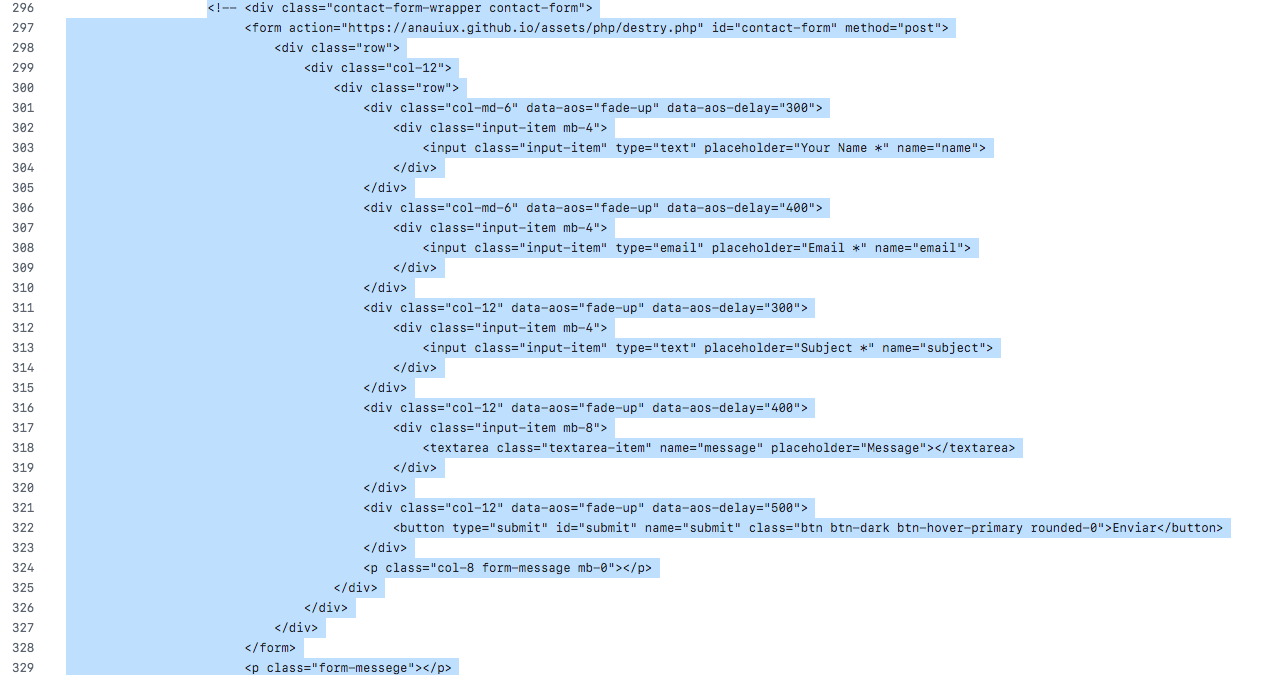 296 <!-- <div class="contact-form-wrapper contact-form">
297 <form action="https://anauiux.github.io/assets/php/destry.php" id="contact-form" method="post">
298 <div class="row">
299 <div class="col-12">
300 <div class="row">
301 <div class="col-md-6" data-aos="fade-up" data-aos-delay="300">
302 <div class="input-item mb-4">
303 <input class="input-item" type="text" placeholder="Your Name *" name="name">
304 </div>
305 </div>
306 <div class="col-md-6" data-aos="fade-up" data-aos-delay="400">
307 <div class="input-item mb-4">
308 <input class="input-item" type="email" placeholder="Email *" name="email">
309 </div>
310 </div>
311 <div class="col-12" data-aos="fade-up" data-aos-delay="300">
312 <div class="input-item mb-4">
313 <input class="input-item" type="text" placeholder="Subject *" name="subject">
314 </div>
315 </div>
316 <div class="col-12" data-aos="fade-up" data-aos-delay="400">
317 <div class="input-item mb-8">
318 <textarea class="textarea-item" name="message" placeholder="Message"></textarea>
319 </div>
320 </div>
321 <div class="col-12" data-aos="fade-up" data-aos-delay="500">
322 <button type="submit" id="submit" name="submit" class="btn btn-dark btn-hover-primary rounded-0">Enviar</button>
323 </div>
324 <p class="col-8 form-message mb-0"></p>
325 </div>
326 </div>
327 </div>
328 </form>
329 <p class="form-messege"></p>